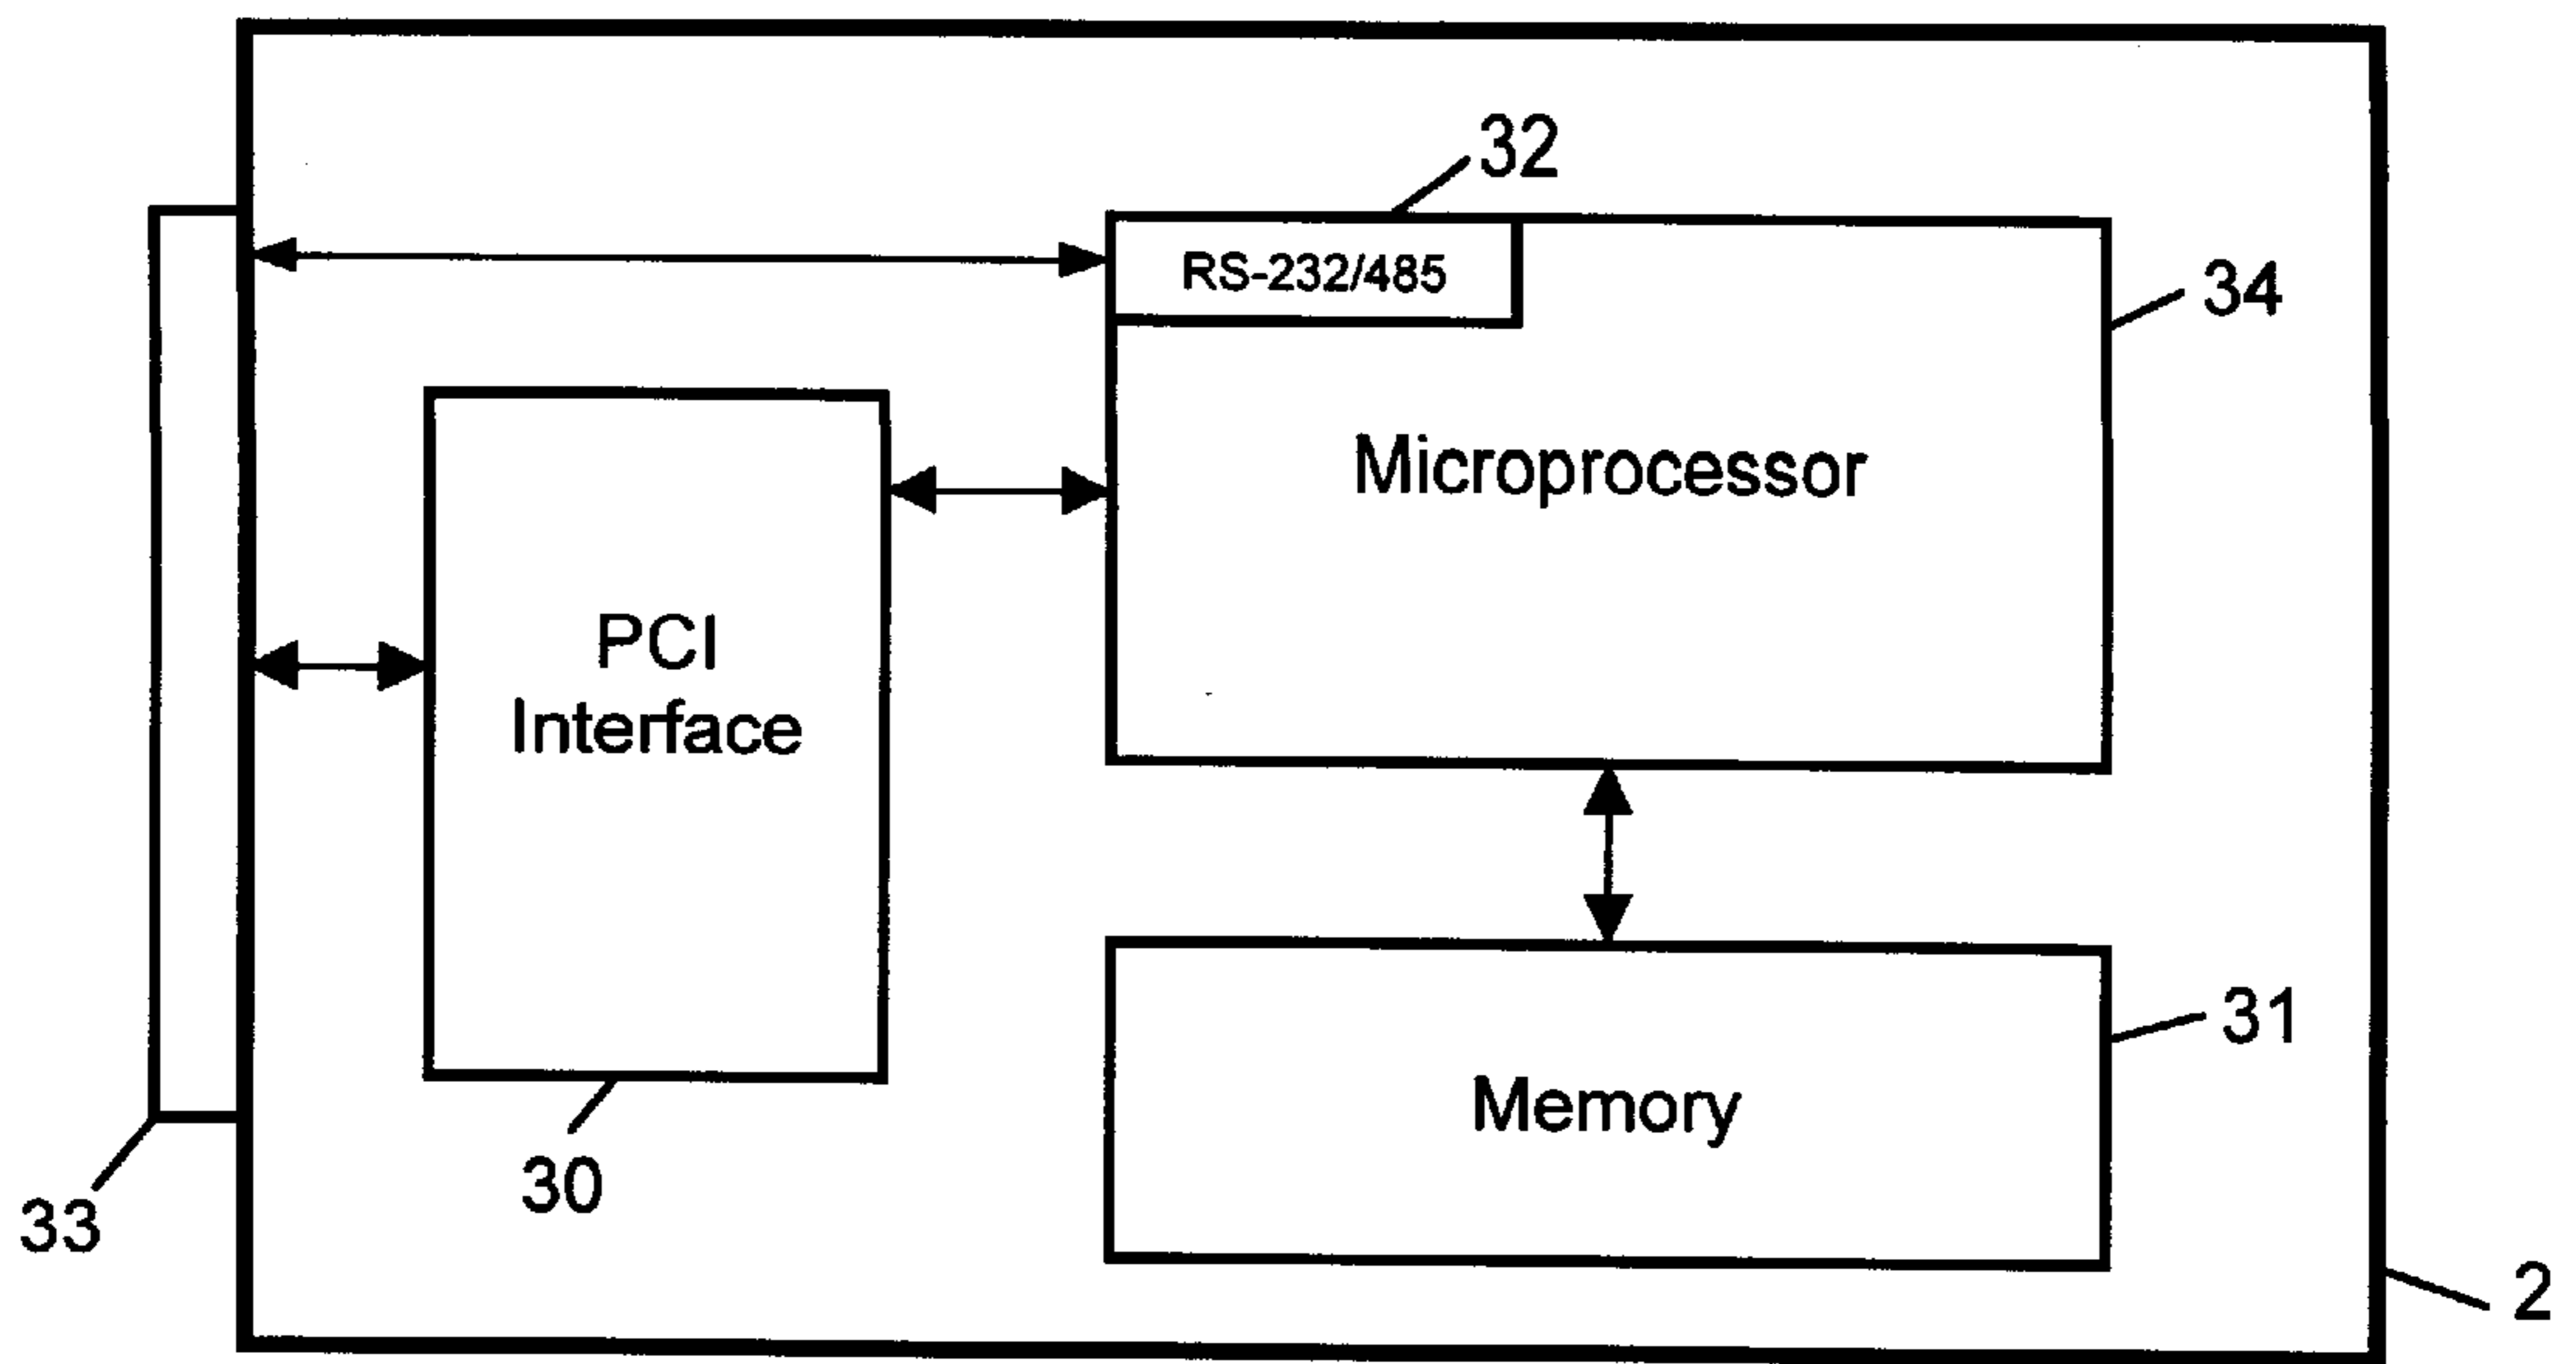 32
RS-232/485
34
Microprocessor
PCI
Interface
31
Memory
30
33
2